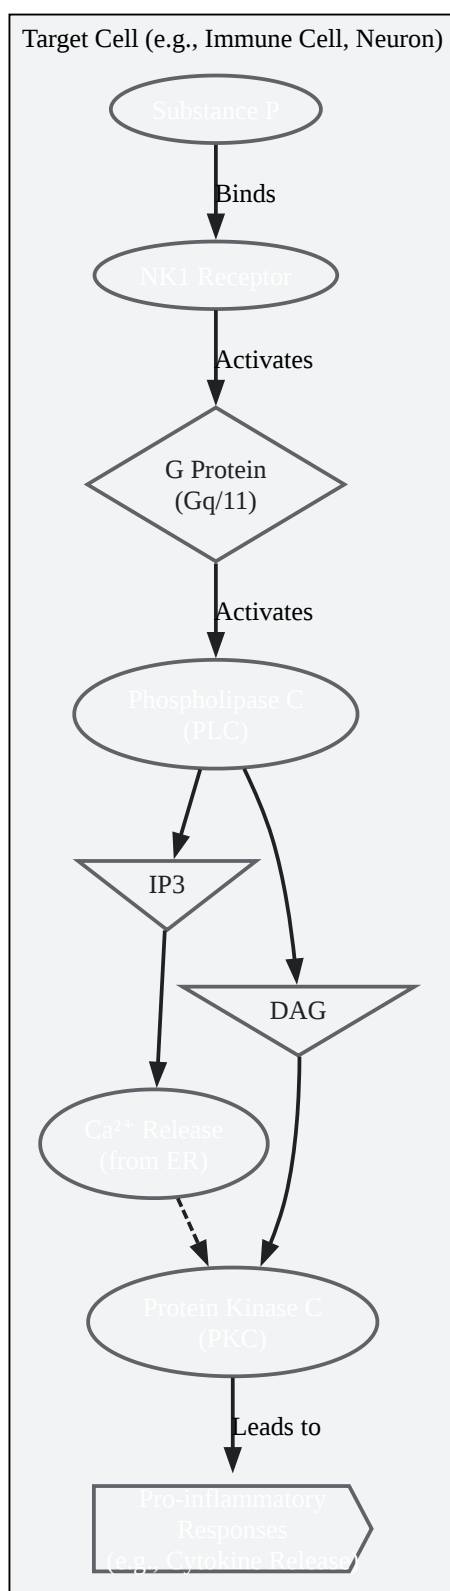 Target Cell (e.g., Immune Cell, Neuron)
Substance P
Binds
NK1 Receptor
Activates
G Protein
(Gq/11)
Activates
Phospholipase C
(PLC)
IP3
DAG
Ca²⁺ Release
(from ER)
Protein Kinase C
(PKC)
Leads to
Pro-inflammatory
Responses
(e.g., Cytokine Release)